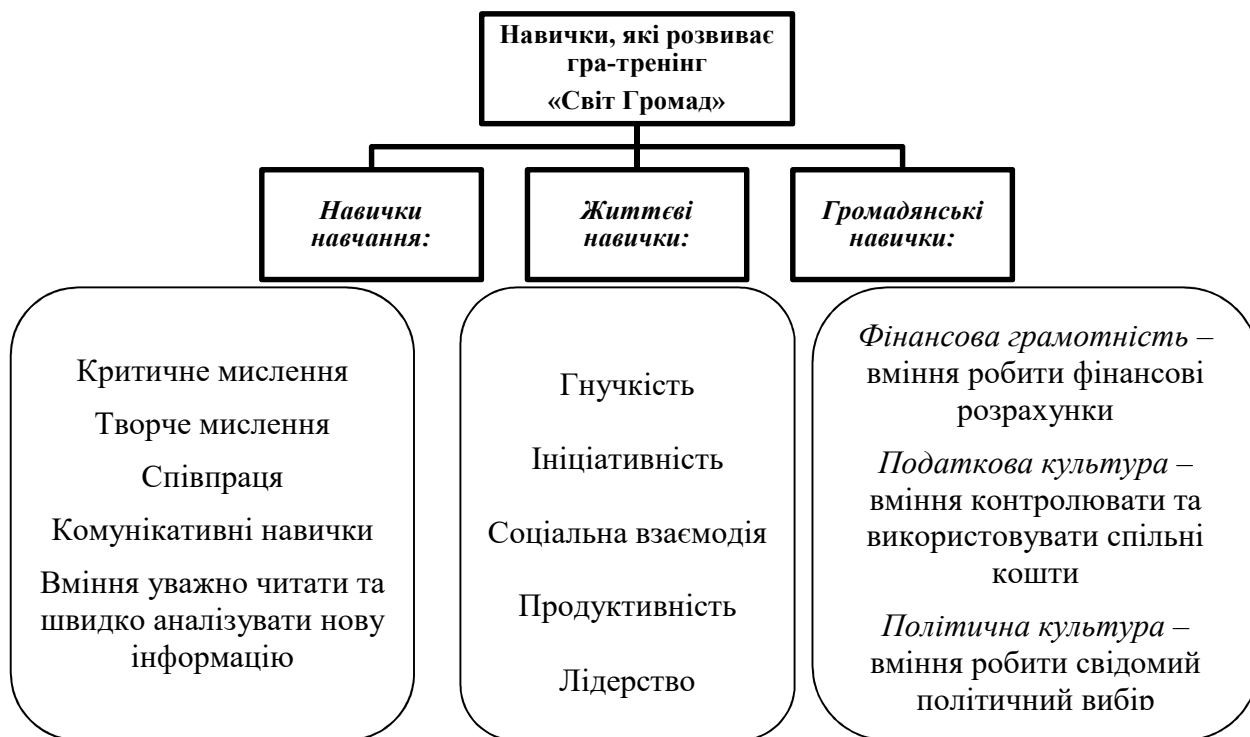 Навички, які розвиває
гра-тренінг
«Світ Громад»
Навички
навчання:
Життєві
навички:
Громадянські
навички:
Критичне мислення
Творче мислення
Співпраця
Комунікативні навички
Вміння уважно читати та
швидко аналізувати нову
інформацію
Гнучкість
Ініціативність
Соціальна взаємодія
Продуктивність
Лідерство
Фінансова грамотність –
вміння робити фінансові
розрахунки
Податкова культура –
вміння контролювати та
використовувати спільні
кошти
Політична культура –
вміння робити свідомий
політичний вибір